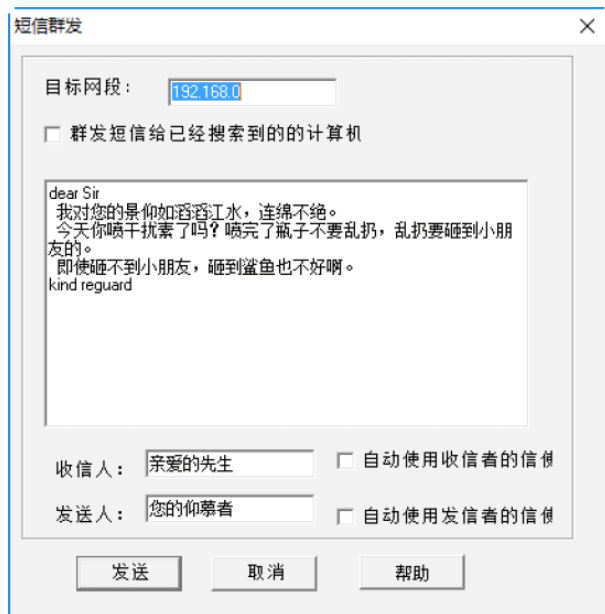 短信群发
目标网段：
192.168.0
群发短信给已经搜索到的的计算机
dear Sir
我对您的景仰如滔滔江水，连绵不绝。
今天你喷干扰素了吗？喷完了瓶子不要乱扔，乱扔要砸到小朋
友的。
即使砸不到小朋友，砸到鲨鱼也不好啊。
kind reguard
收信人：
亲爱的先生
自动使用收信者的信使
发送人：
您的仰慕者
自动使用发信者的信使
发送
取消
帮助